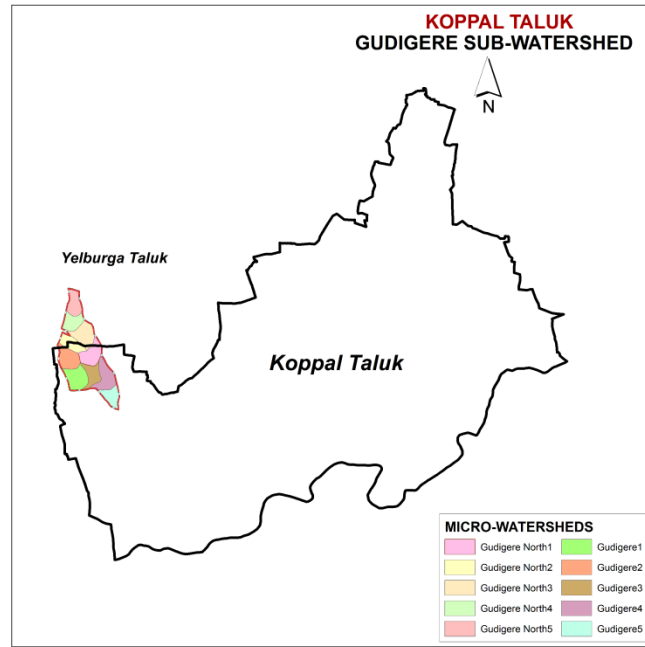 KOPPAL TALUK
GUDIGERE SUB-WATERSHED
N
Yelburga Taluk
Koppal Taluk
MICRO-WATERSHEDS
Gudigere North1
Gudigere North2
Gudigere North3
Gudigere North4
Gudigere North5
Gudigere1
Gudigere2
Gudigere3
Gudigere4
Gudigere5